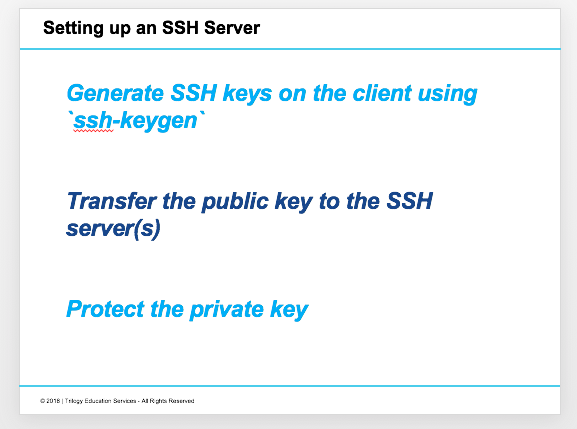 Setting up an SSH Server
Generate SSH keys on the client using
`ssh-keygen`
Transfer the public key to the SSH
server(s)
Protect the private key
© 2018 | Trilogy Education Services - All Rights Reserved